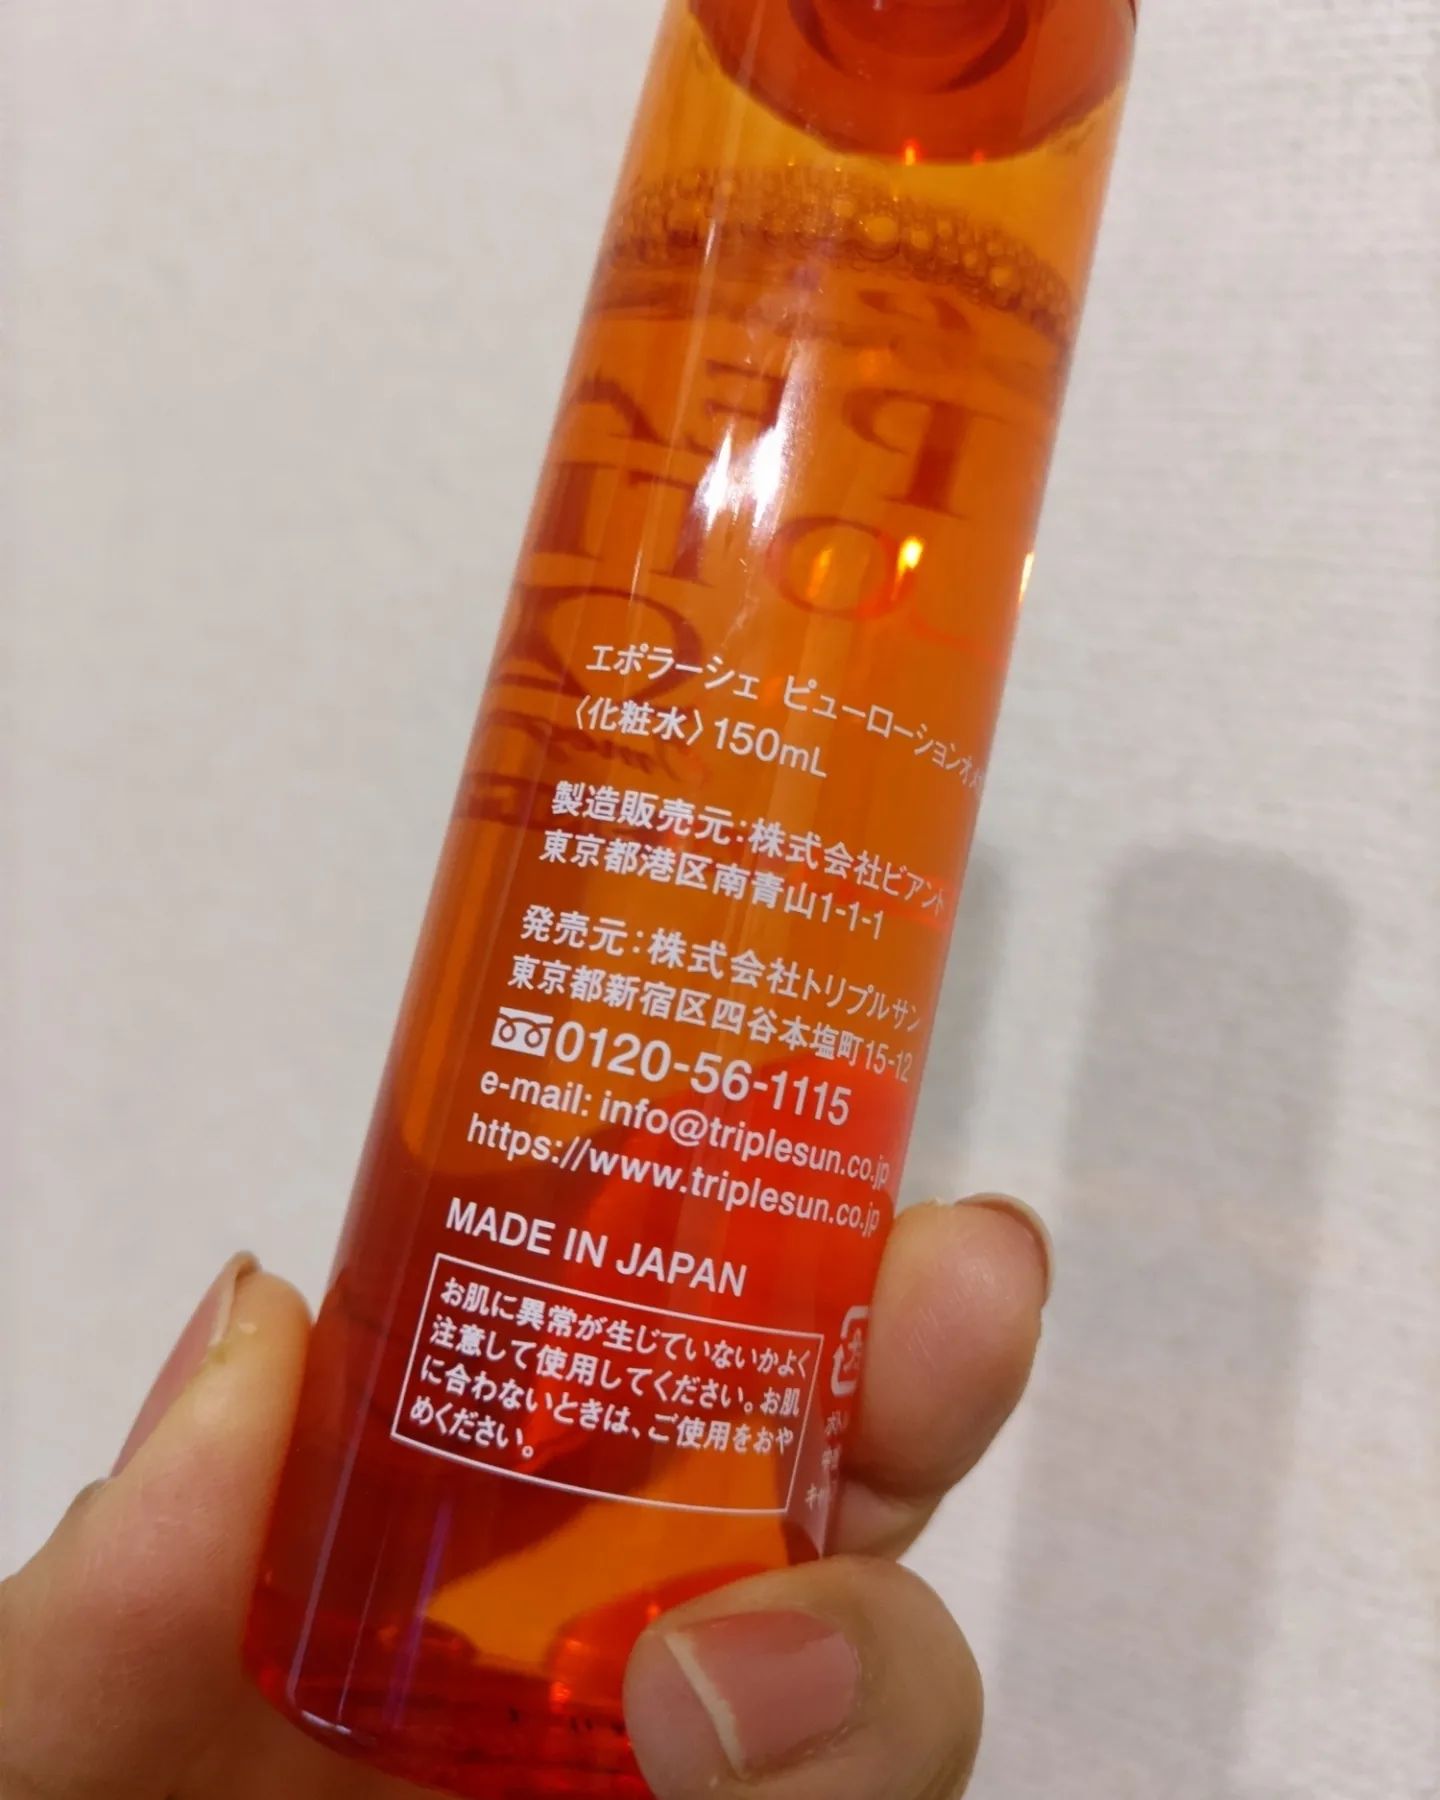 エポラーシェ ピューローションオメ
〈化粧水〉150mL
製造販売元:株式会社ビアント
東京都港区南青山1-1-1
発売元:株式会社トリプルサン
東京都新宿区四谷本塩町15-12
0120-56-1115
e-mail: info@triplesun.co.jp
https://www.triplesun.co.jp
MADE IN JAPAN
お肌に異常が生じていないかよく
注意して使用してください。お肌
に合わないときは、ご使用をおや
めください。